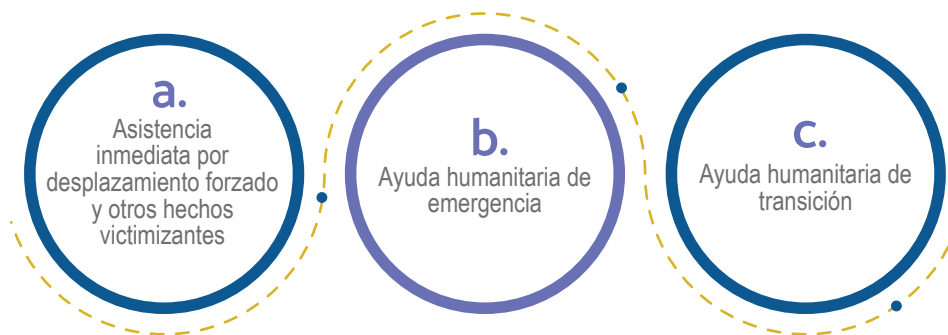 a.
Asistencia
inmediata por
desplazamiento forzado
y otros hechos
victimizantes
b.
Ayuda humanitaria de
emergencia
c.
Ayuda humanitaria de
transición